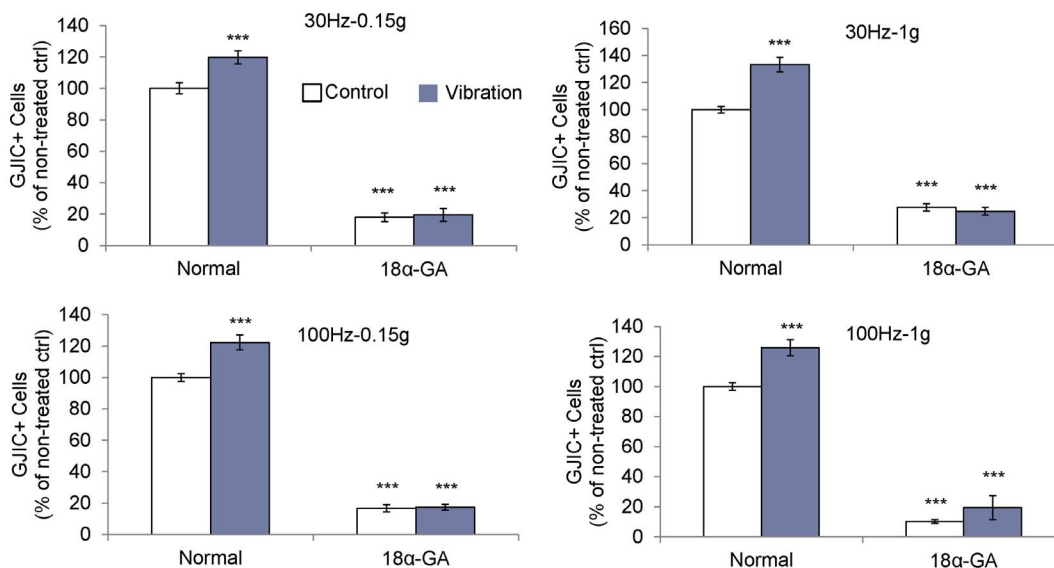 30Hz-0.15g
GJIC+ Cells
(% of non-treated ctrl)
140
120
100
80
60
40
20
0
***
Control
Vibration
***
***
Normal
18α-GA
30Hz-1g
GJIC+ Cells
(% of non-treated ctrl)
160
140
120
100
80
60
40
20
0
***
***
***
Normal
18α-GA
100Hz-0.15g
GJIC+ Cells
(% of non-treated ctrl)
140
120
100
80
60
40
20
0
***
***
***
Normal
18α-GA
100Hz-1g
GJIC+ Cells
(% of non-treated ctrl)
140
120
100
80
60
40
20
0
***
***
***
Normal
18α-GA